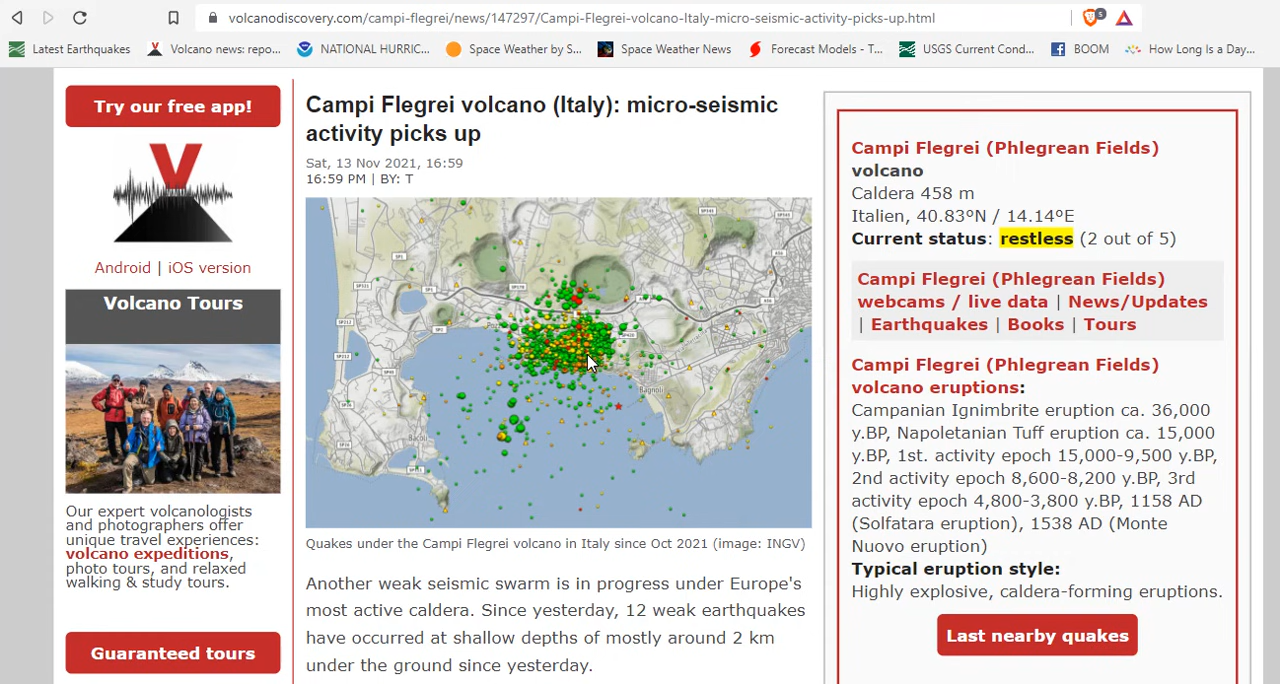 volcanodiscovery.com/campi-flegrei/news/147297/Campi-Flegrei-volcano-Italy-micro-seismic-activity-picks-up.html
5
Latest Earthquakes
Volcano news: repo...
NATIONAL HURRIC...
Space Weather by S...
Space Weather News
Forecast Models - T...
USGS Current Cond...
BOOM
How Long Is a Day...
Try our free app!
Android | iOS version
Volcano Tours
Our expert volcanologists
and photographers offer
unique travel experiences:
volcano expeditions,
photo tours, and relaxed
walking & study tours.
Guaranteed tours
Campi Flegrei volcano (Italy): micro-seismic
activity picks up
Sat, 13 Nov 2021, 16:59
16:59 PM | BY: T
Bagnoli
Bacoli
Quakes under the Campi Flegrei volcano in Italy since Oct 2021 (image: INGV)
Another weak seismic swarm is in progress under Europe's
most active caldera. Since yesterday, 12 weak earthquakes
have occurred at shallow depths of mostly around 2 km
under the ground since yesterday.
Campi Flegrei (Phlegrean Fields)
volcano
Caldera 458 m
Italien, 40.83ºN / 14.14ºE
Current status: restless (2 out of 5)
Campi Flegrei (Phlegrean Fields)
webcams / live data | News/Updates
| Earthquakes | Books | Tours
Campi Flegrei (Phlegrean Fields)
volcano eruptions:
Campanian Ignimbrite eruption ca. 36,000
y.BP, Napoletanian Tuff eruption ca. 15,000
y.BP, 1st. activity epoch 15,000-9,500 y.BP,
2nd activity epoch 8,600-8,200 y.BP, 3rd
activity epoch 4,800-3,800 y.BP, 1158 AD
(Solfatara eruption), 1538 AD (Monte
Nuovo eruption)
Typical eruption style:
Highly explosive, caldera-forming eruptions.
Last nearby quakes